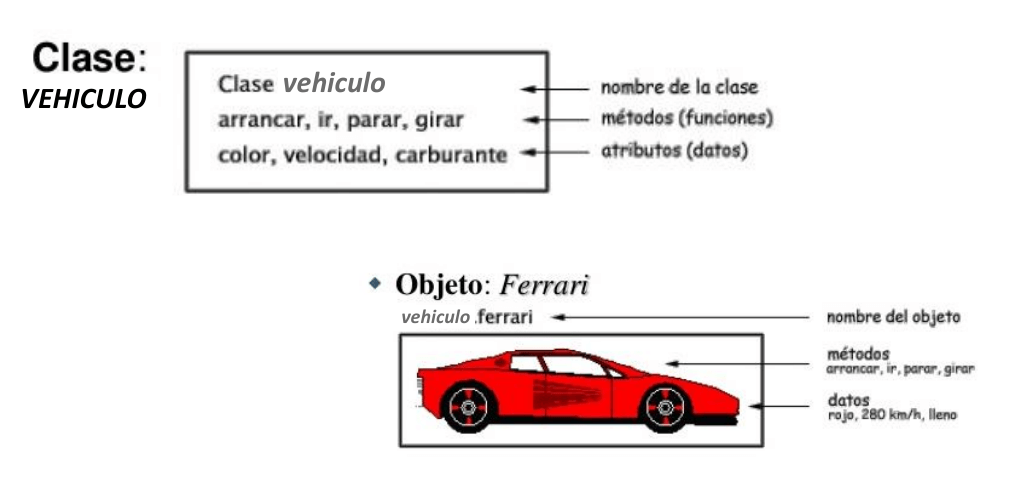 Clase:
VEHICULO
Clase vehiculo
nombre de la clase
arrancar, ir, parar, girar
métodos (funciones)
color, velocidad, carburante
atributos (datos)
Objeto: Ferrari
vehiculo .ferrari
nombre del objeto
métodos
arrancar, ir, parar, girar
datos
rojo, 280 km/h, lleno